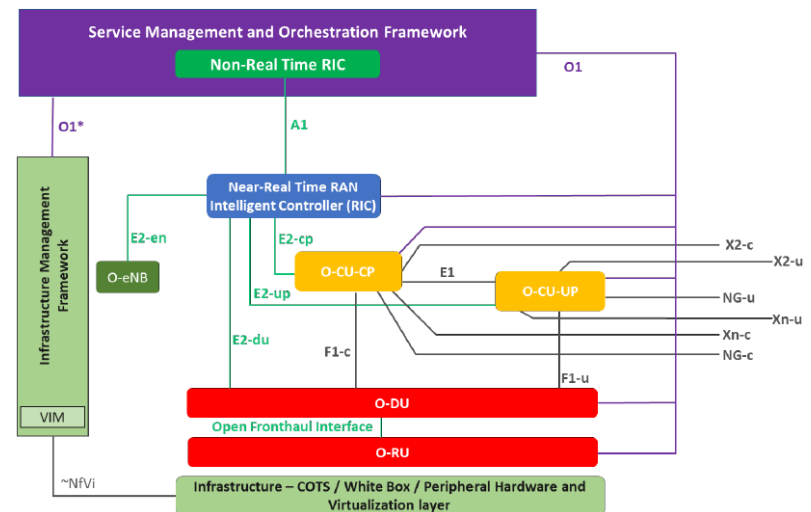 Service Management and Orchestration Framework
Non-Real Time RIC
O1
A1
O1*
Near-Real Time RAN
Intelligent Controller (RIC)
Infrastructure Management
Framework
E2-en
E2-cp
X2-c
O-CU-CP
E1
X2-u
O-eNB
O-CU-UP
E2-up
NG-u
Xn-u
Xn-c
E2-du
F1-c
NG-c
F1-u
O-DU
VIM
Open Fronthaul Interface
O-RU
~NfVi
Infrastructure – COTS / White Box / Peripheral Hardware and
Virtualization layer